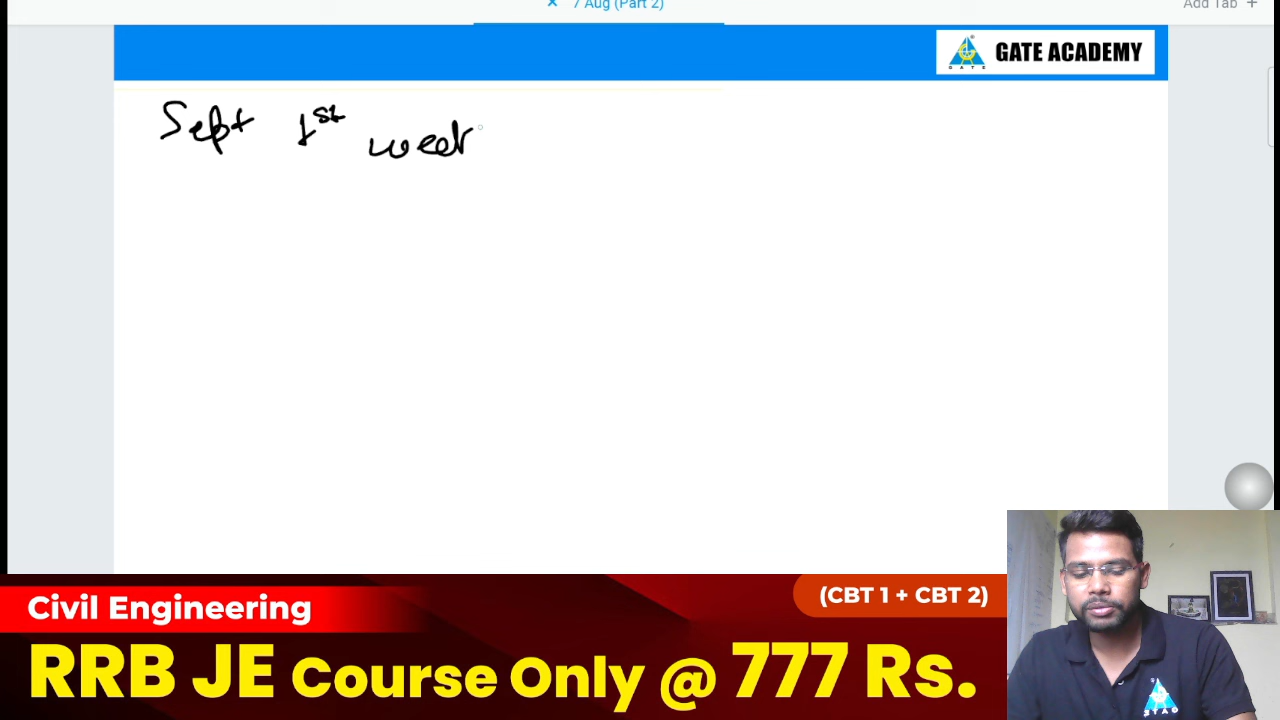 7 Aug (Part 2)
Add Tab +
GATE ACADEMY
GATE
Sept 1st week
Civil Engineering
(CBT 1 + CBT 2)
RRB JE Course Only @ 777 Rs.